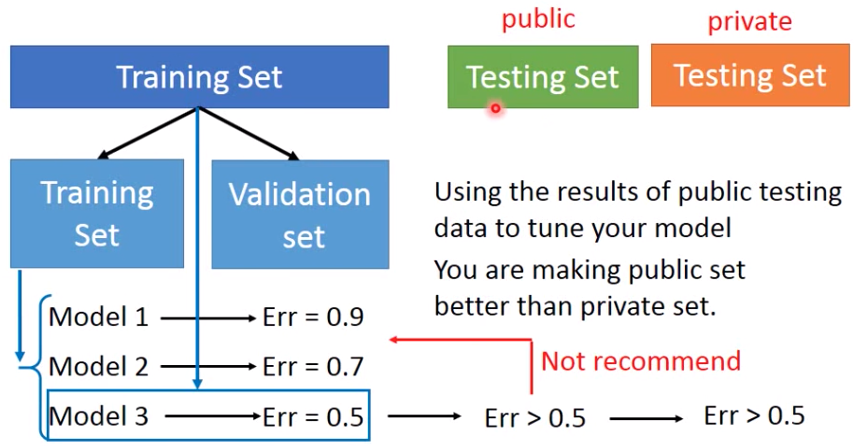 public
private
Training Set
Testing Set
Testing Set
Training
Set
Validation
set
Using the results of public testing
data to tune your model
You are making public set
better than private set.
Model 1
Err = 0.9
Model 2
Err = 0.7
Not recommend
Model 3
Err = 0.5
Err > 0.5
Err > 0.5